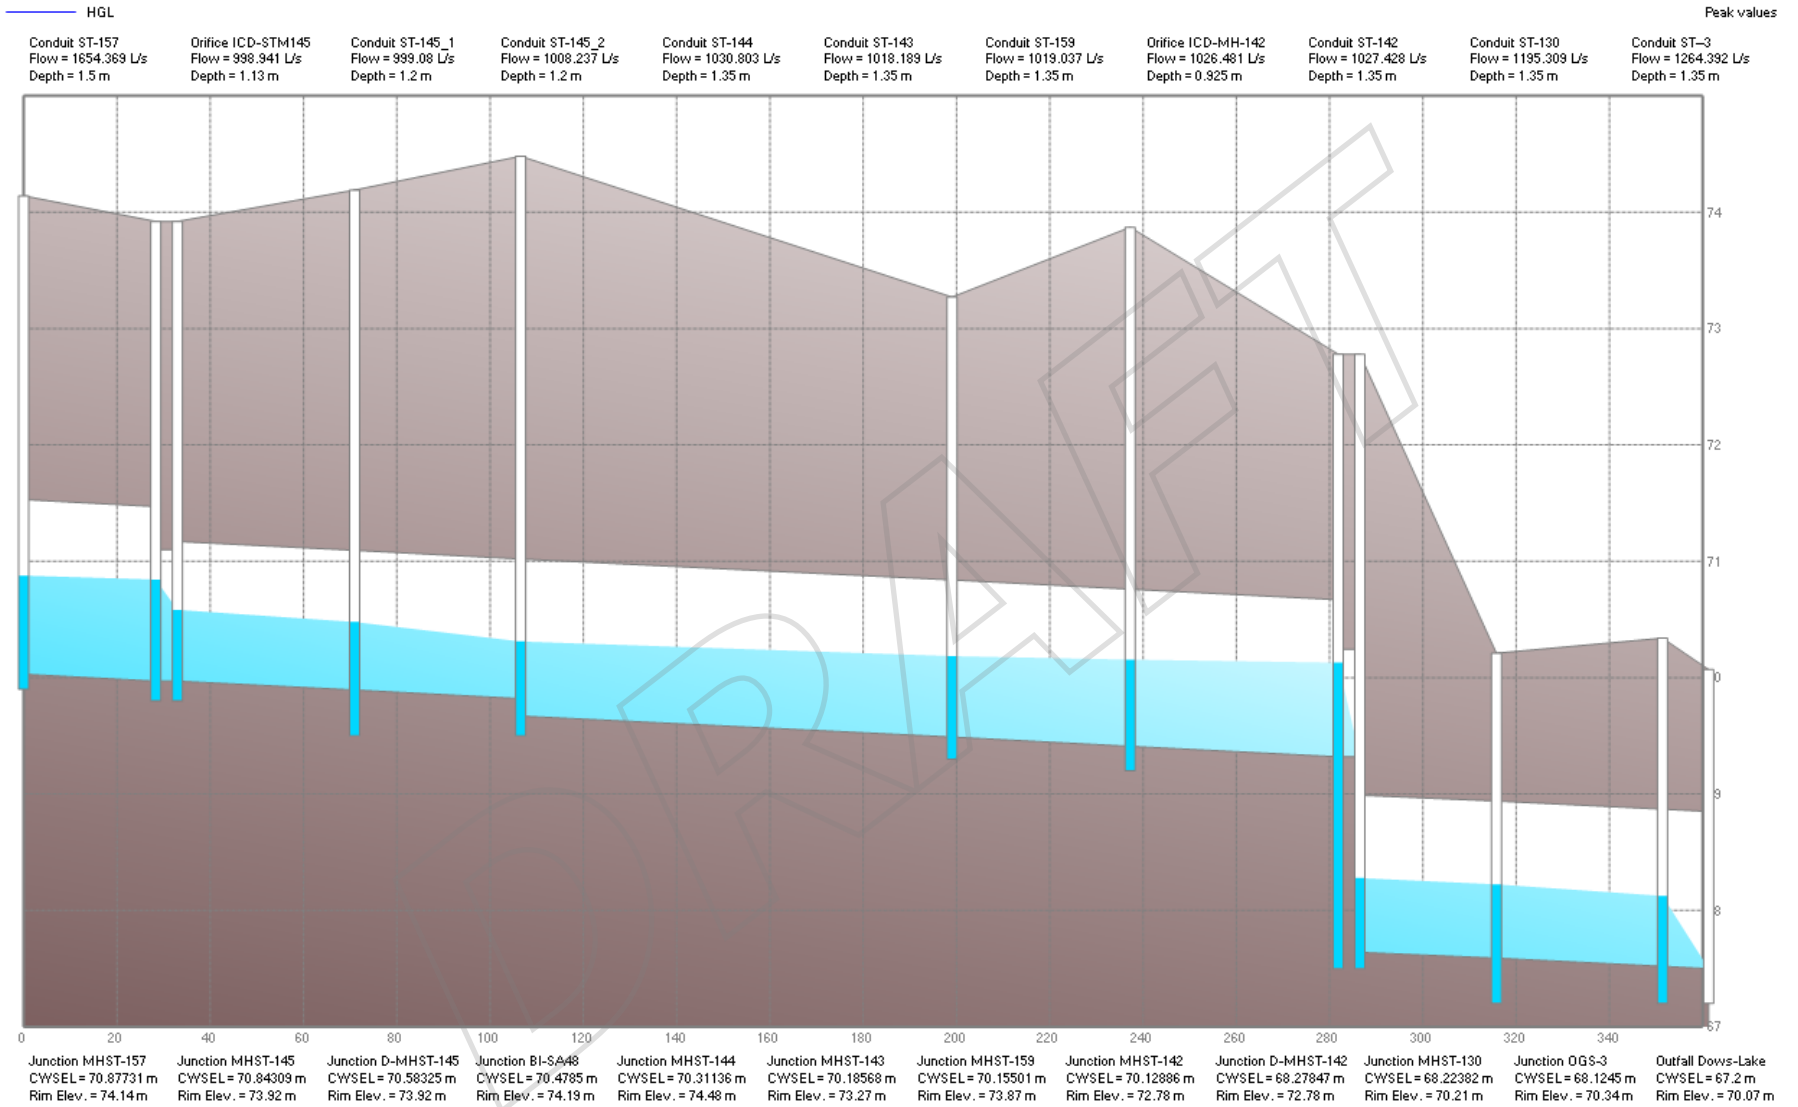 HGL
Peak values
Conduit ST-157
Flow = 1654.369 L/s
Depth = 1.5 m
Orifice ICD-STM145
Flow = 998.941 L/s
Depth = 1.13 m
Conduit ST-145_1
Flow = 999.08 L/s
Depth = 1.2 m
Conduit ST-145_2
Flow = 1008.237 L/s
Depth = 1.2 m
Conduit ST-144
Flow = 1030.803 L/s
Depth = 1.35 m
Conduit ST-143
Flow = 1018.189 L/s
Depth = 1.35 m
Conduit ST-159
Flow = 1019.037 L/s
Depth = 1.35 m
Orifice ICD-MH-142
Flow = 1026.481 L/s
Depth = 0.925 m
Conduit ST-142
Flow = 1027.428 L/s
Depth = 1.35 m
Conduit ST-130
Flow = 1195.309 L/s
Depth = 1.35 m
Conduit ST--3
Flow = 1264.392 L/s
Depth = 1.35 m
74
73
72
71
0
9
8
67
DRAFT
0 20 40 60 80 100 120 140 160 180 200 220 240 260 280 300 320 340
Junction MHST-157
CWSEL = 70.87731 m
Rim Elev. = 74.14 m
Junction MHST-145
CWSEL = 70.84309 m
Rim Elev. = 73.92 m
Junction D-MHST-145
CWSEL = 70.58325 m
Rim Elev. = 73.92 m
Junction BI-SA48
CWSEL = 70.4785 m
Rim Elev. = 74.19 m
Junction MHST-144
CWSEL = 70.31136 m
Rim Elev. = 74.48 m
Junction MHST-143
CWSEL = 70.18568 m
Rim Elev. = 73.27 m
Junction MHST-159
CWSEL = 70.15501 m
Rim Elev. = 73.87 m
Junction MHST-142
CWSEL = 70.12886 m
Rim Elev. = 72.78 m
Junction D-MHST-142
CWSEL = 68.27847 m
Rim Elev. = 72.78 m
Junction MHST-130
CWSEL = 68.22382 m
Rim Elev. = 70.21 m
Junction OGS-3
CWSEL = 68.1245 m
Rim Elev. = 70.34 m
Outfall Dows-Lake
CWSEL = 67.2 m
Rim Elev. = 70.07 m